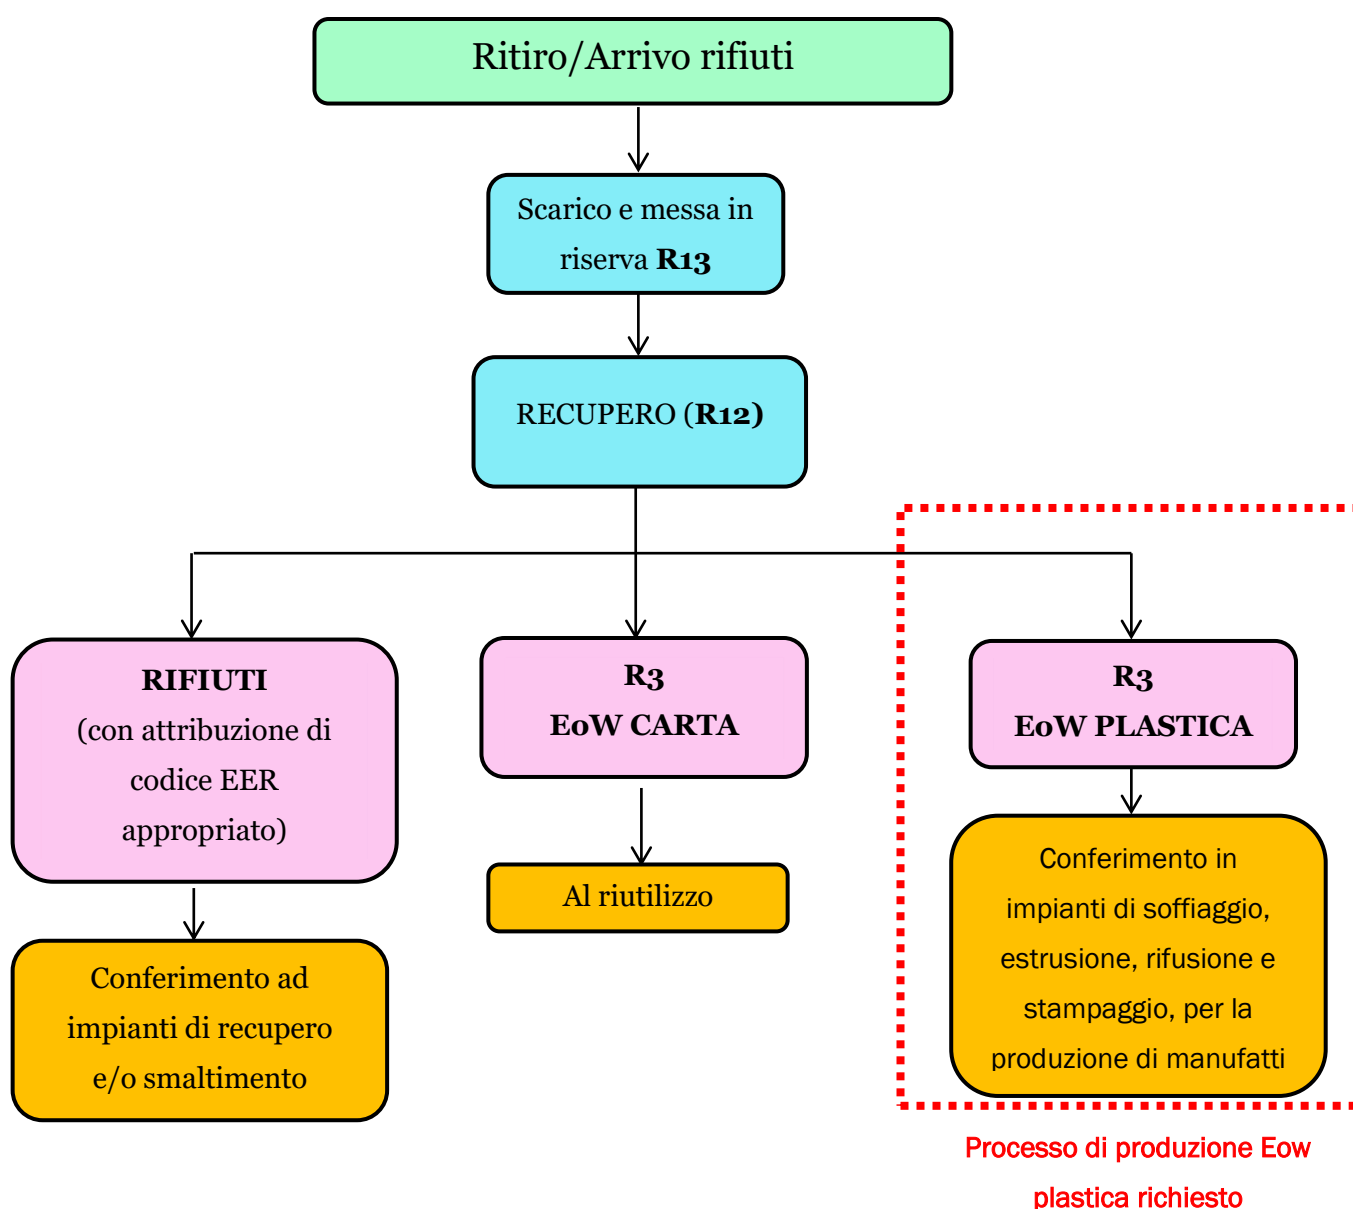 Ritiro/Arrivo rifiuti
Scarico e messa in
riserva R13
RECUPERO (R12)
RIFIUTI
(con attribuzione di
codice EER
appropriato)
Conferimento ad
impianti di recupero
e/o smaltimento
R3
EoW CARTA
Al riutilizzo
R3
EoW PLASTICA
Conferimento in
impianti di soffiaggio,
estrusione, rifusione e
stampaggio, per la
produzione di manufatti
Processo di produzione Eow
plastica richiesto